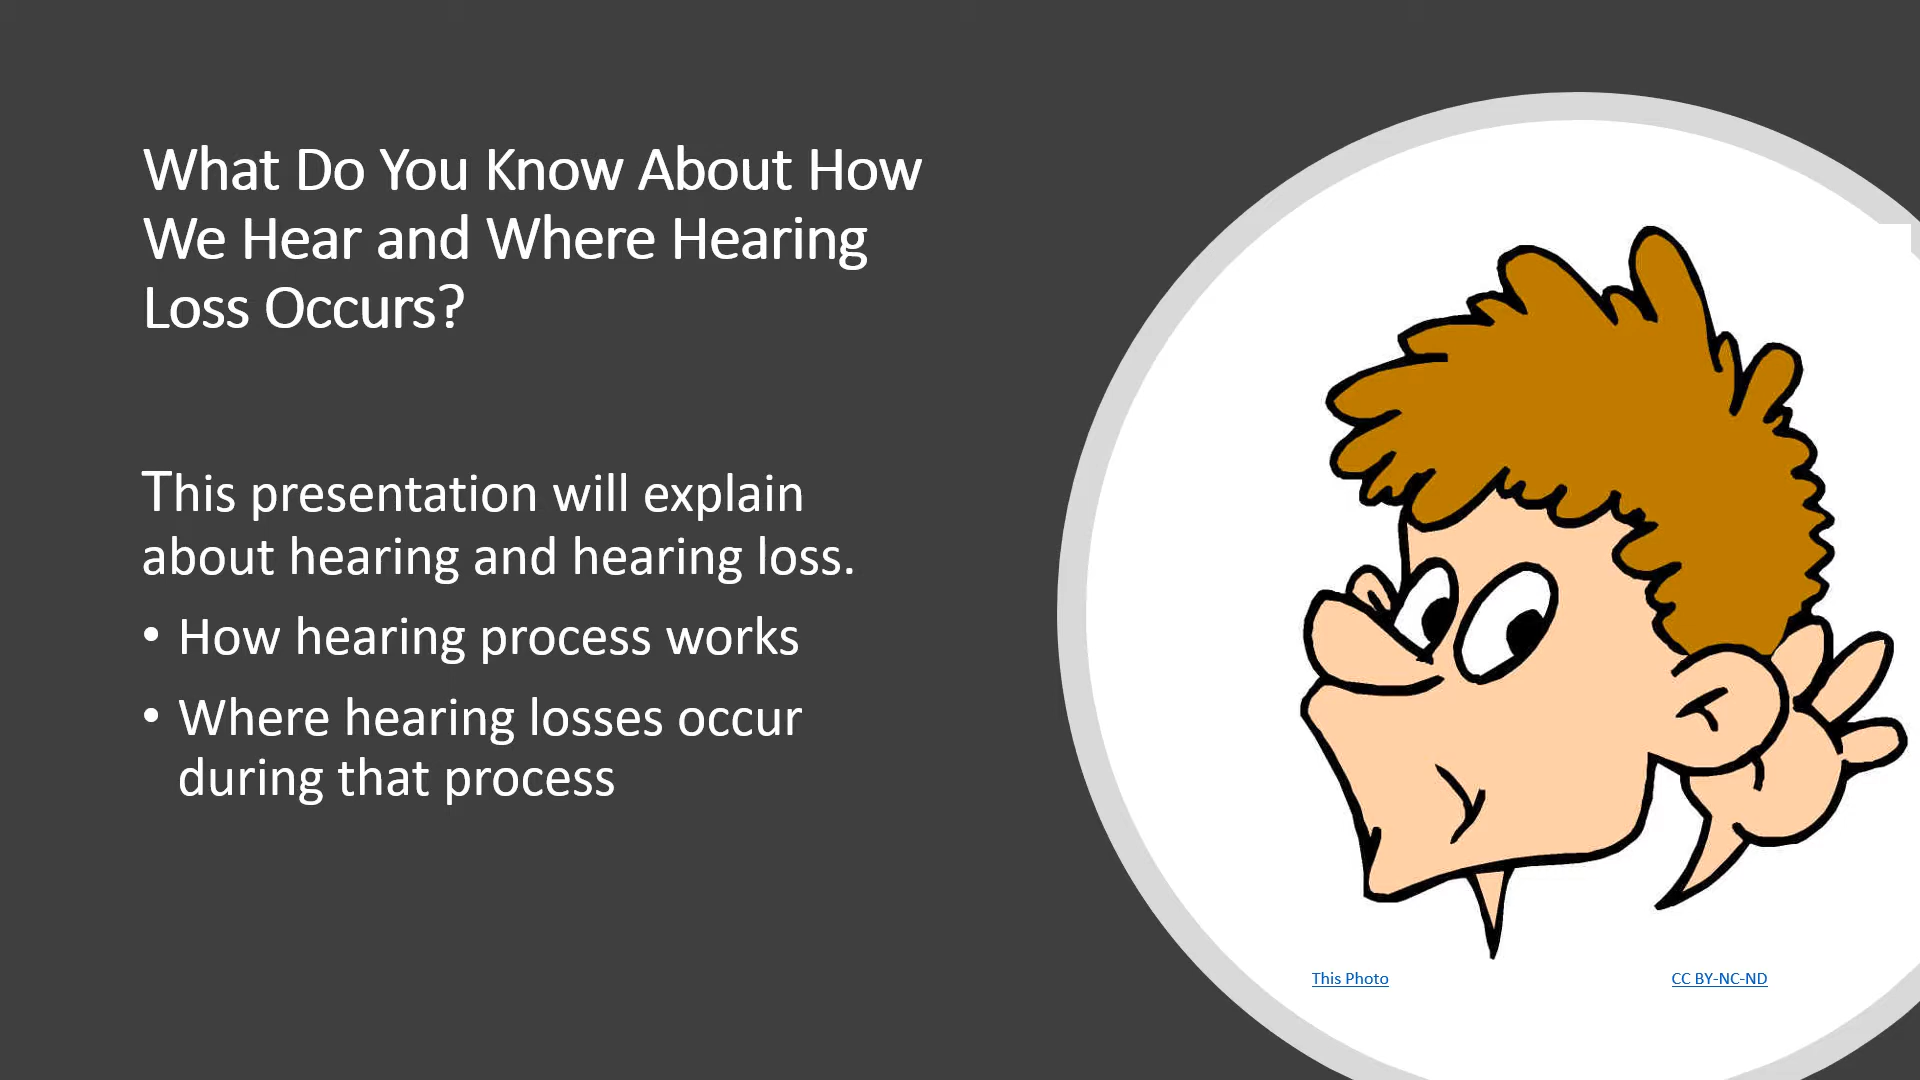 What Do You Know About How
We Hear and Where Hearing
Loss Occurs?
This presentation will explain
about hearing and hearing loss.
• How hearing process works
• Where hearing losses occur
during that process
This Photo
CC BY-NC-ND